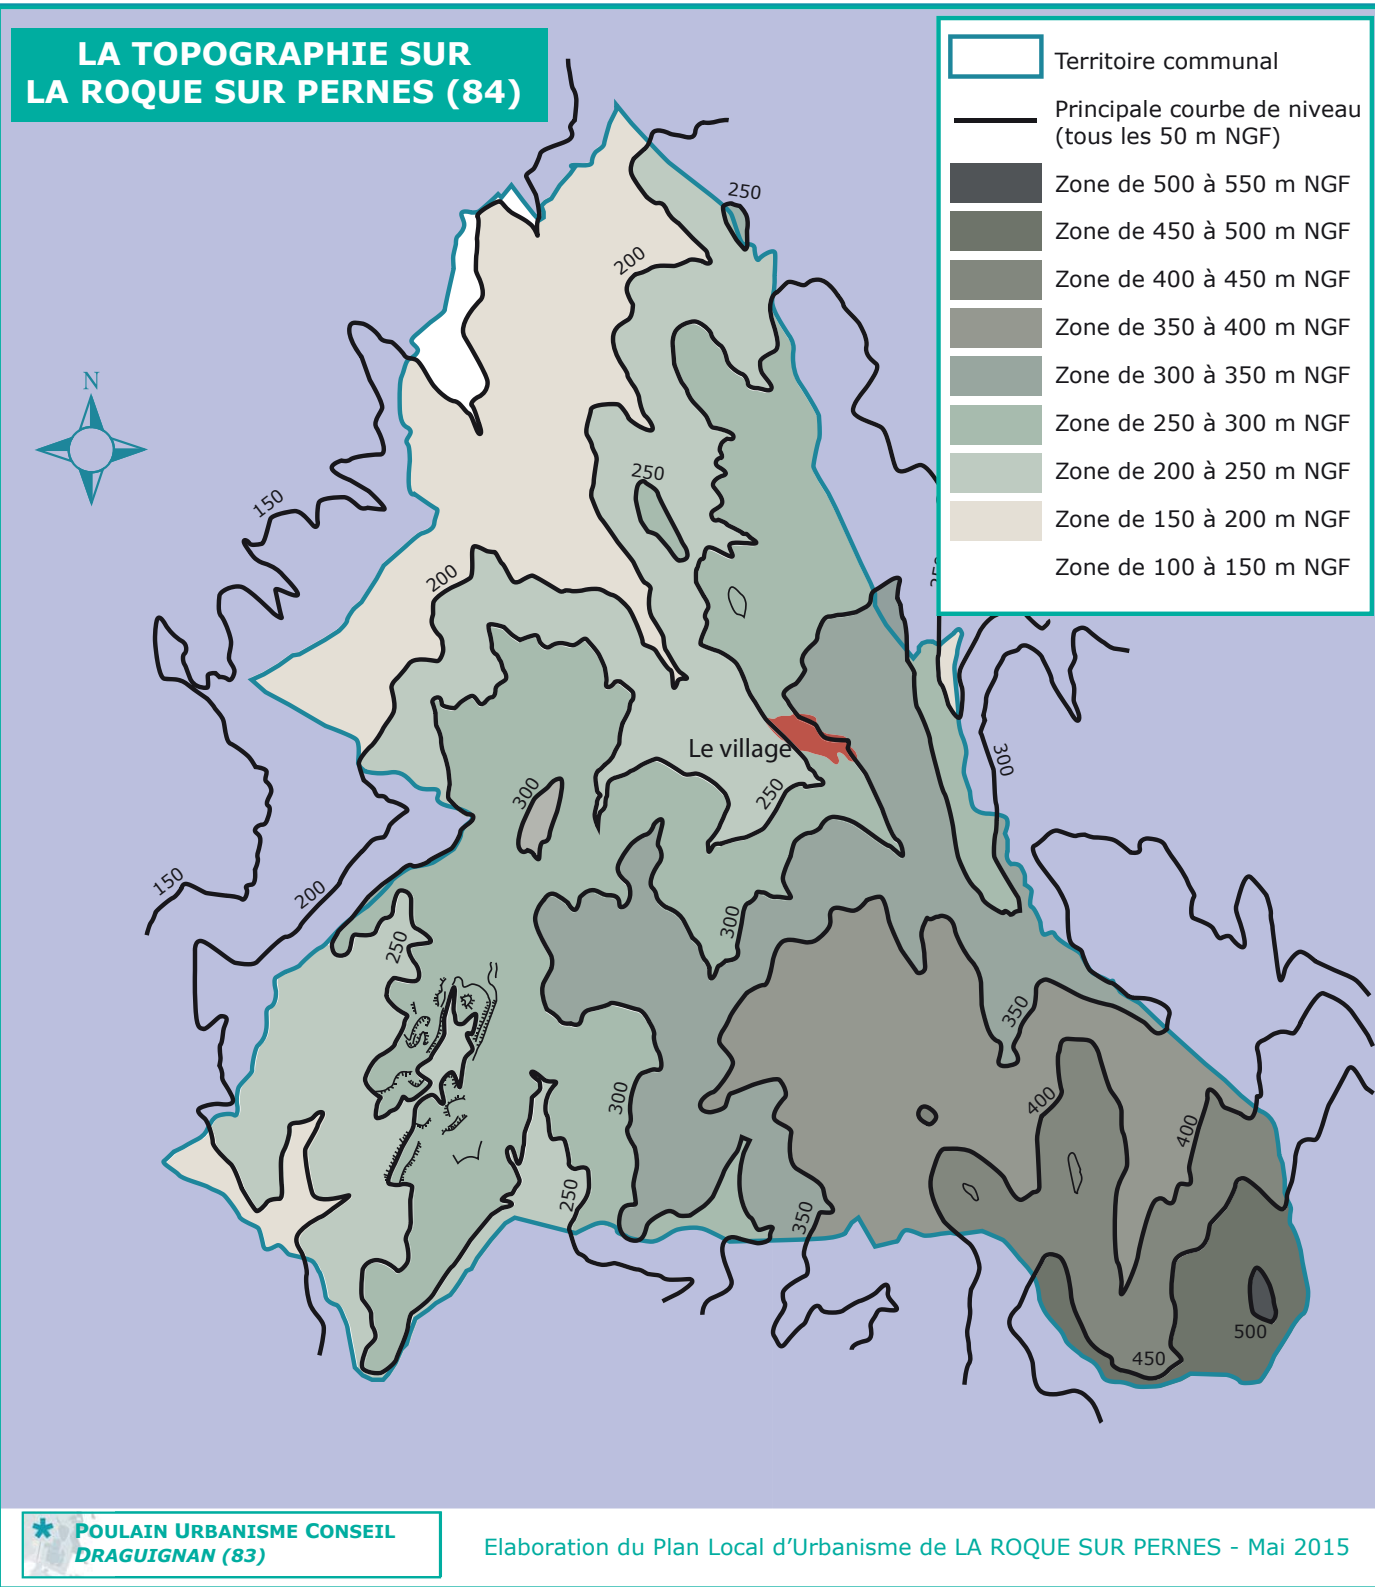 LA TOPOGRAPHIE SUR
LA ROQUE SUR PERNES (84)
Territoire communal
Principale courbe de niveau
(tous les 50 m NGF)
Zone de 500 à 550 m NGF
Zone de 450 à 500 m NGF
Zone de 400 à 450 m NGF
Zone de 350 à 400 m NGF
Zone de 300 à 350 m NGF
Zone de 250 à 300 m NGF
Zone de 200 à 250 m NGF
Zone de 150 à 200 m NGF
Zone de 100 à 150 m NGF
250
200
N
250
150
200
Le village
300
300
250
150
200
250
300
350
300
400
400
250
350
500
450
* POULAIN URBANISME CONSEIL
DRAGUIGNAN (83)
Elaboration du Plan Local d'Urbanisme de LA ROQUE SUR PERNES - Mai 2015